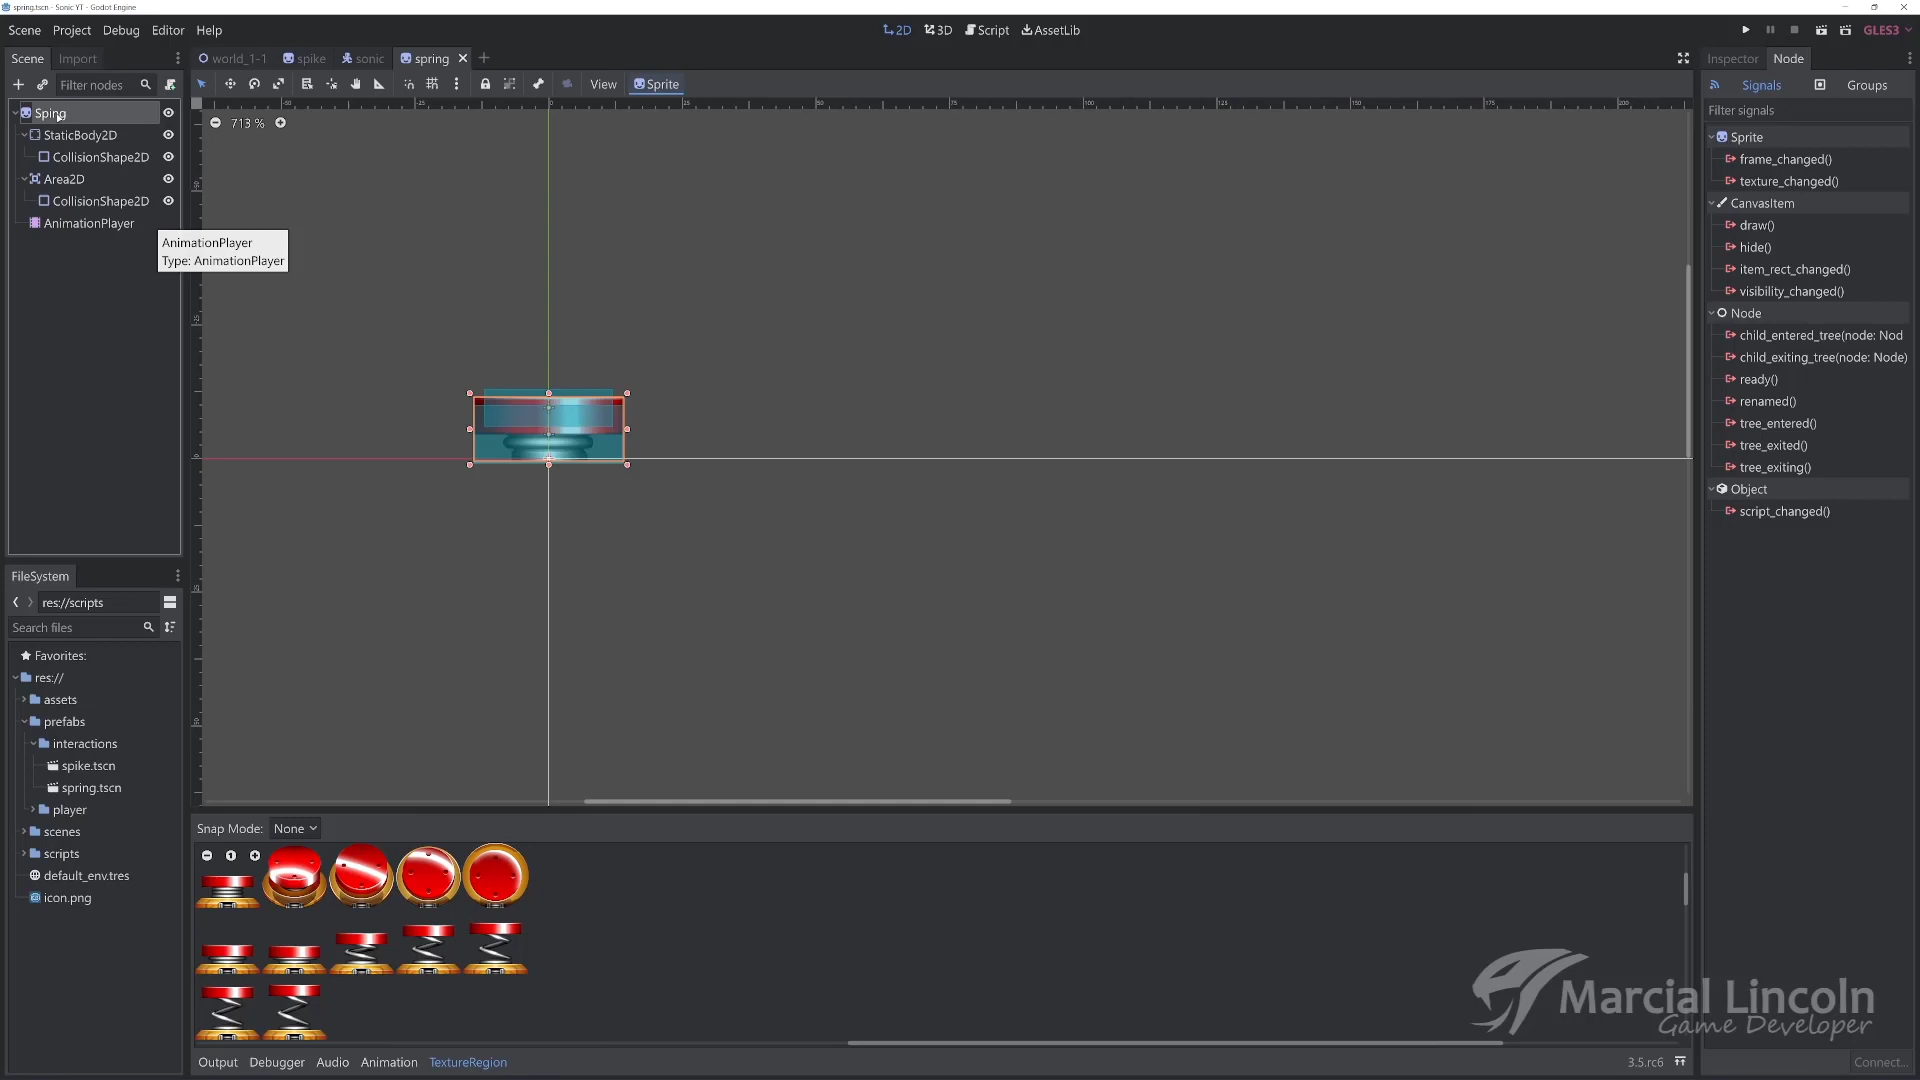 spring.tscn - Sonic YT - Godot Engine
Scene Project Debug Editor Help
2D 3D Script AssetLib
GLES3
Scene Import
world_1-1 spike sonic spring
Inspector Node
Filter nodes
View Sprite
Signals Groups
Filter signals
Sping
StaticBody2D
CollisionShape2D
Area2D
CollisionShape2D
AnimationPlayer
AnimationPlayer
Type: AnimationPlayer
713 %
Sprite
frame_changed()
texture_changed()
CanvasItem
draw()
hide()
item_rect_changed()
visibility_changed()
Node
child_entered_tree(node: Nod
child_exiting_tree(node: Node)
ready()
renamed()
tree_entered()
tree_exited()
tree_exiting()
Object
script_changed()
FileSystem
res://scripts
Search files
Favorites:
res://
assets
prefabs
interactions
spike.tscn
spring.tscn
player
scenes
scripts
default_env.tres
icon.png
Snap Mode: None
Marcial Lincoln
Game Developer
Output Debugger Audio Animation TextureRegion
3.5.rc6
Connect...